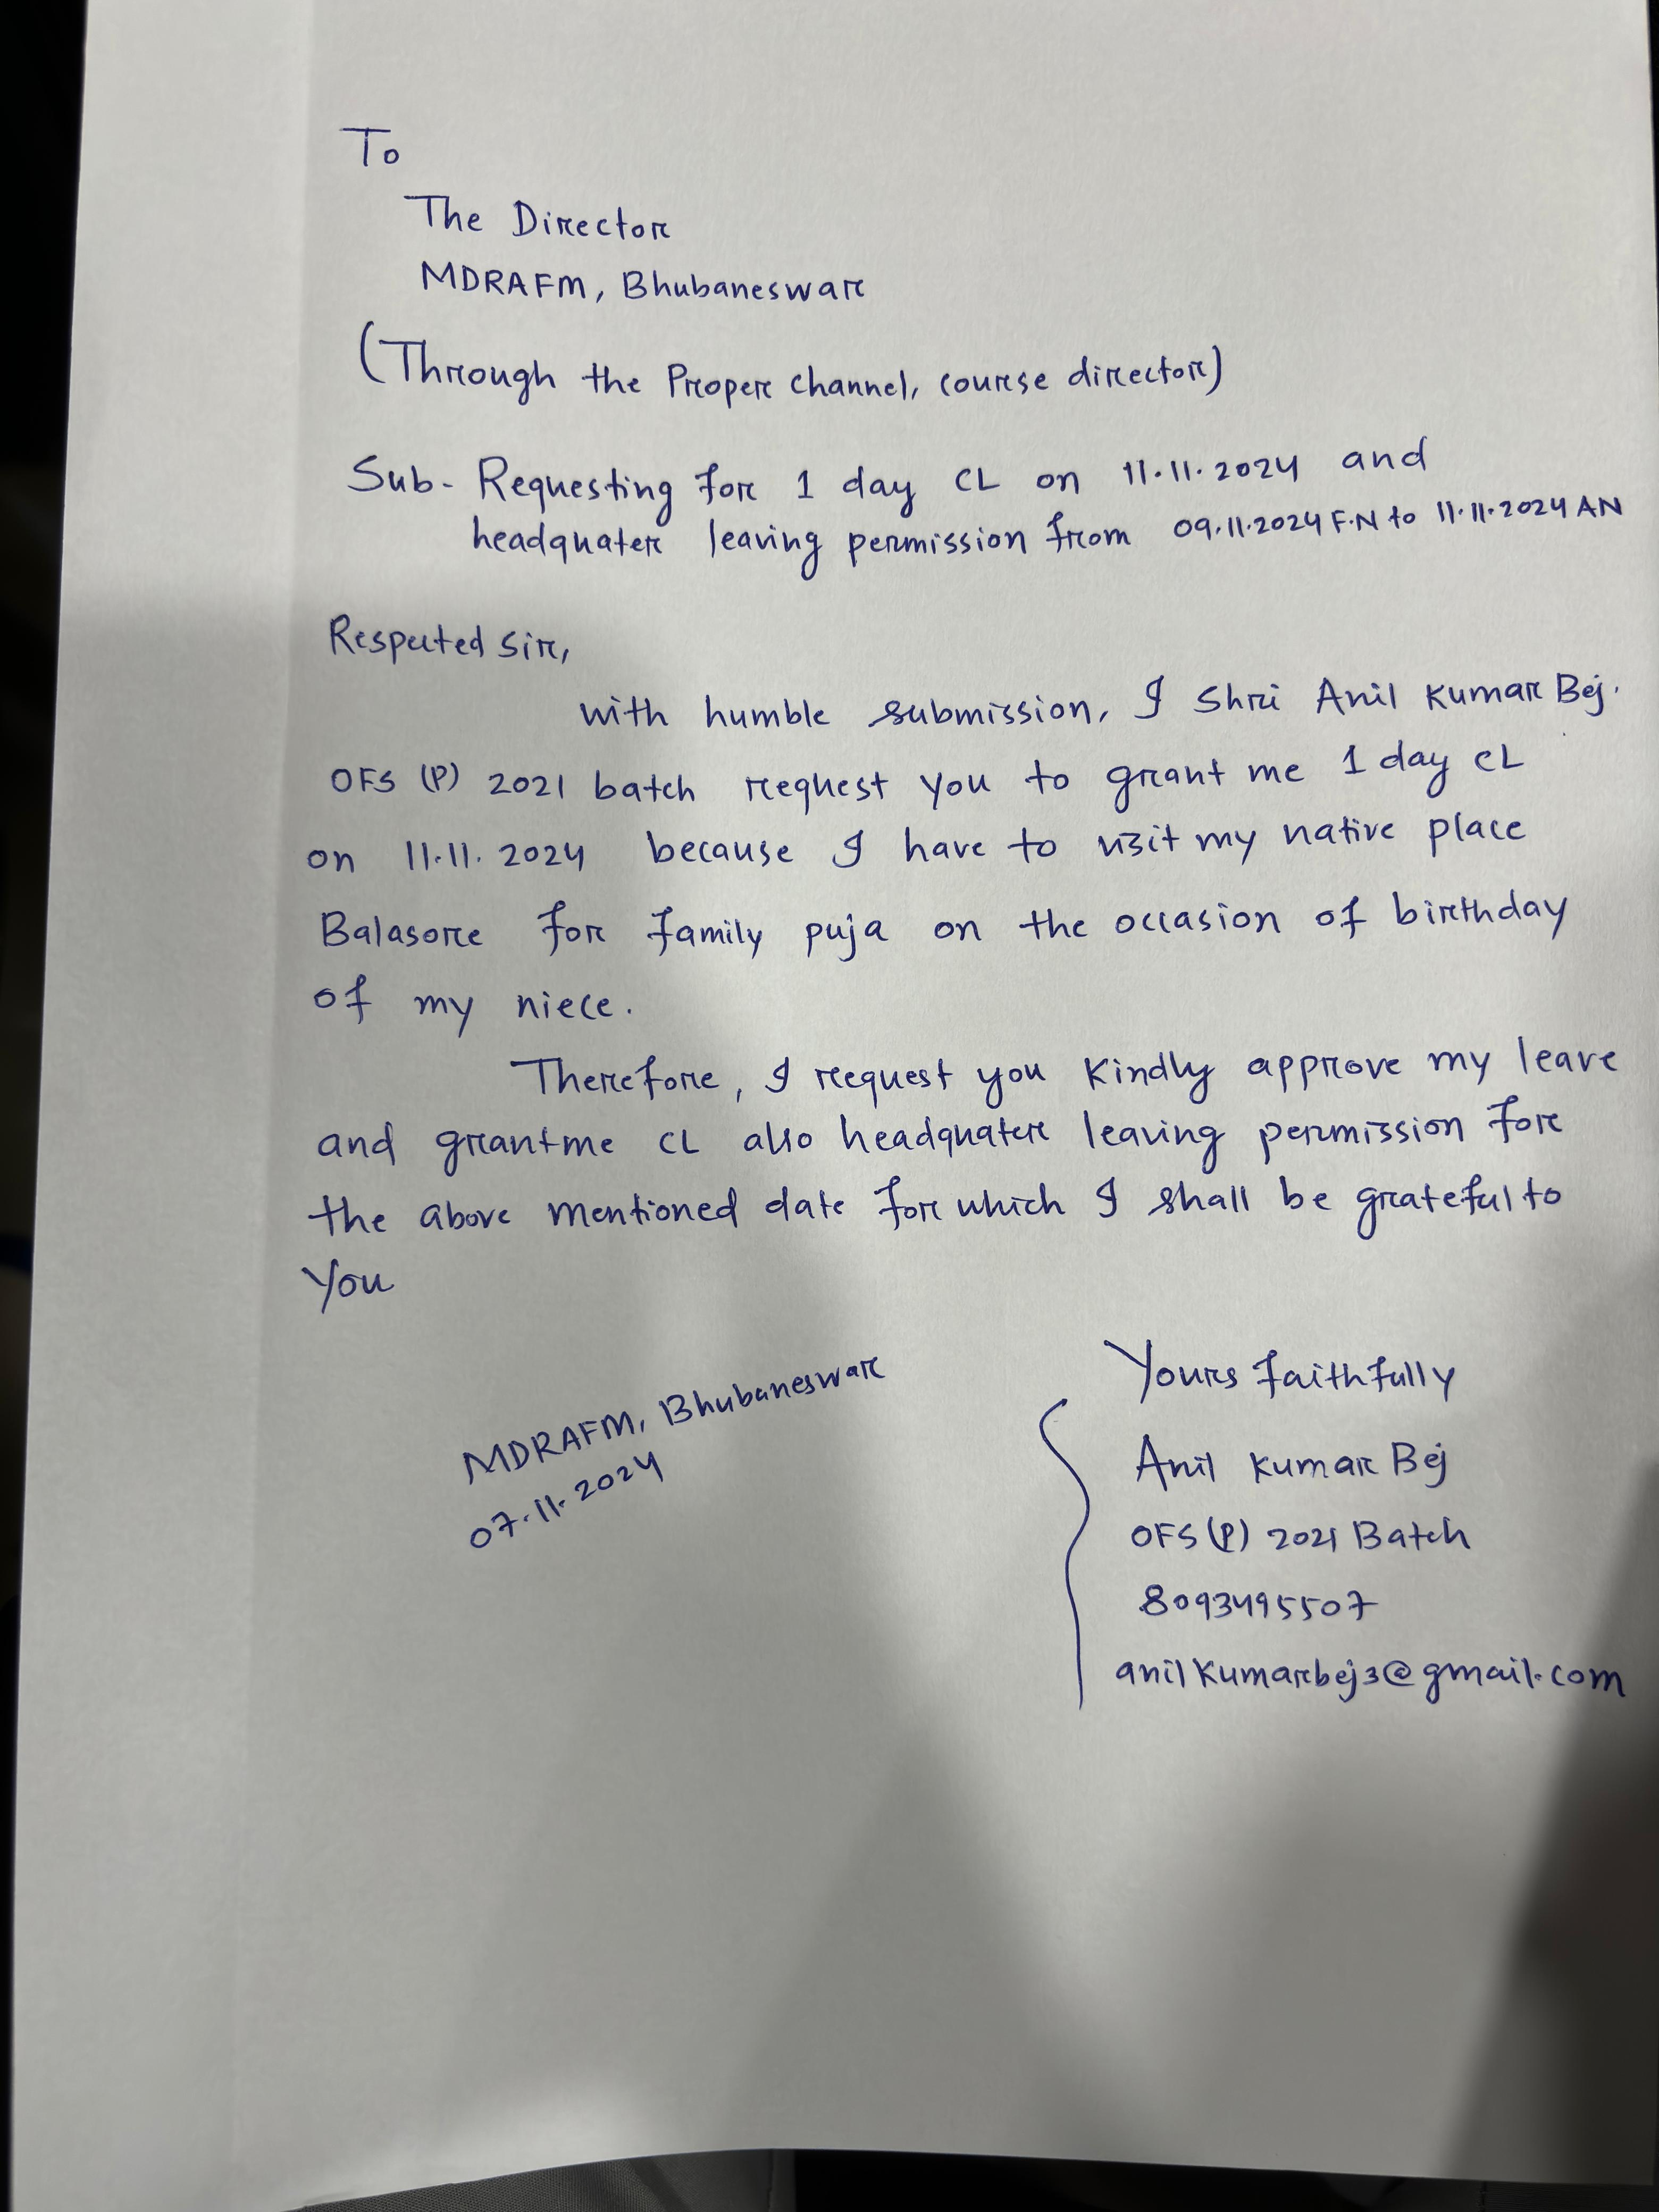 To
The Director
MDRAFM, Bhubaneswar
(Through the Proper channel, course director)
Sub- Requesting for 1 day CL on 11.11.2024 and
headquater leaving permission from 09.11.2024 F.N to 11.11.2024 AN
Respected sir,
with humble submission, I Shri Anil Kumar Bej.
OFS (P) 2021 batch request you to grant me 1 day CL
on 11.11.2024 because I have to visit my native place
Balasore for family puja on the occasion of birthday
of my niece.
Therefore, I request you kindly approve my leave
and grant me CL also headquater leaving permission for
the above mentioned date for which I shall be grateful to
You
MDRAFM, Bhubaneswar
07.11.2024
Yours faithfully
Anil Kumar Bej
OFS (P) 2021 Batch
8093495507
anilkumarbej3@gmail.com